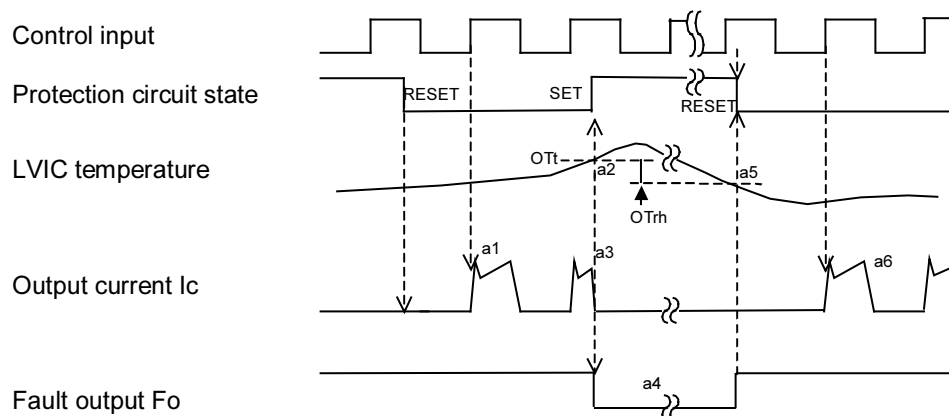 Control input
Protection circuit state
RESET
SET
RESET
LVIC temperature
OTt
a2
a5
OTrh
Output current Ic
a1
a3
a6
Fault output Fo
a4